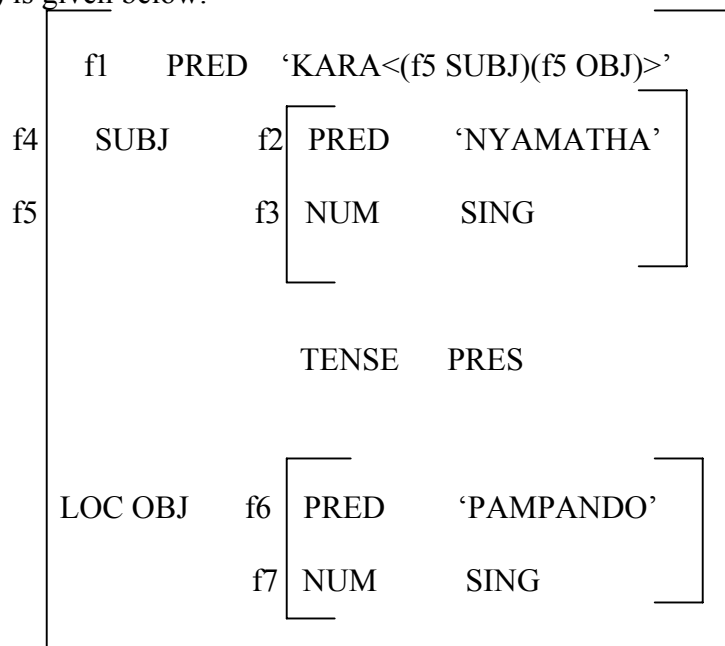 is given below:
f1 PRED ‘KARA<(f5 SUBJ)(f5 OBJ)>’
f4 SUBJ f2 PRED ‘NYAMATHA’
f5 f3 NUM SING
TENSE PRES
LOC OBJ f6 PRED ‘PAMPANDO’
f7 NUM SING